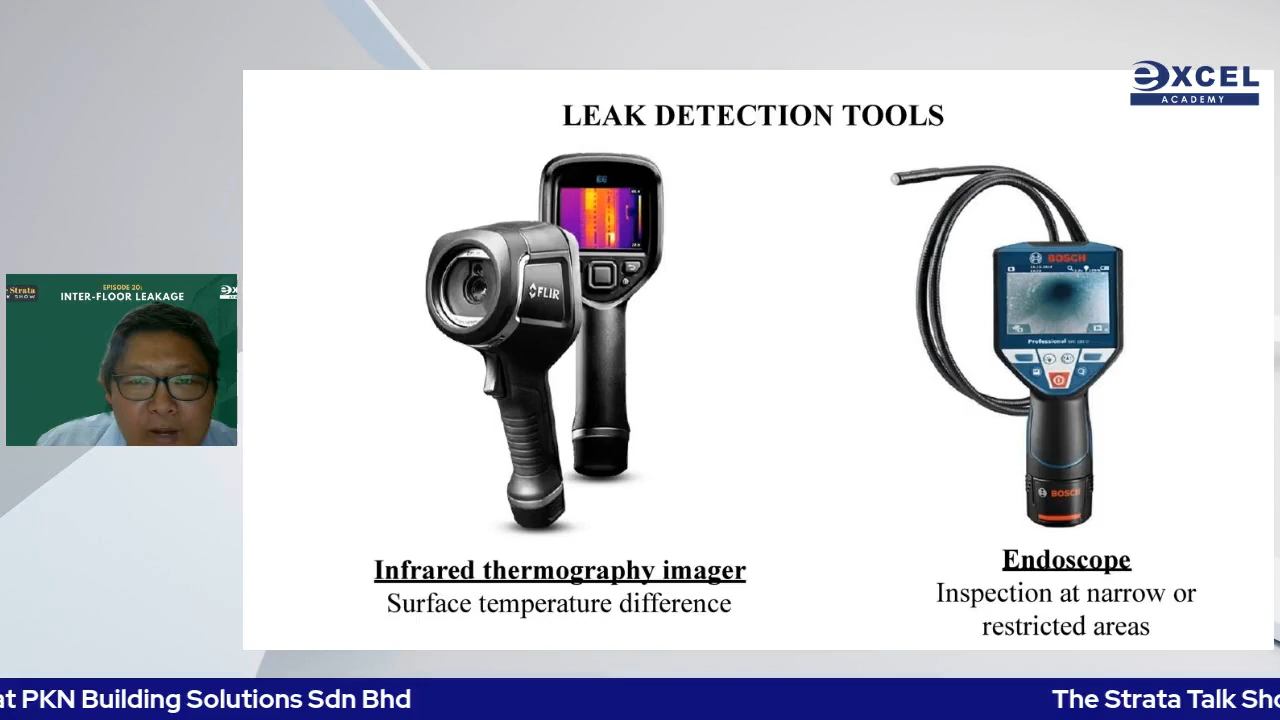 EXCEL
ACADEMY
LEAK DETECTION TOOLS
FLIR
BOSCH
Professional
BOSCH
EPISODE 20:
Strata
INTER-FLOOR LEAKAGE
Infrared thermography imager
Surface temperature difference
Endoscope
Inspection at narrow or
restricted areas
at PKN Building Solutions Sdn Bhd
The Strata Talk Sho